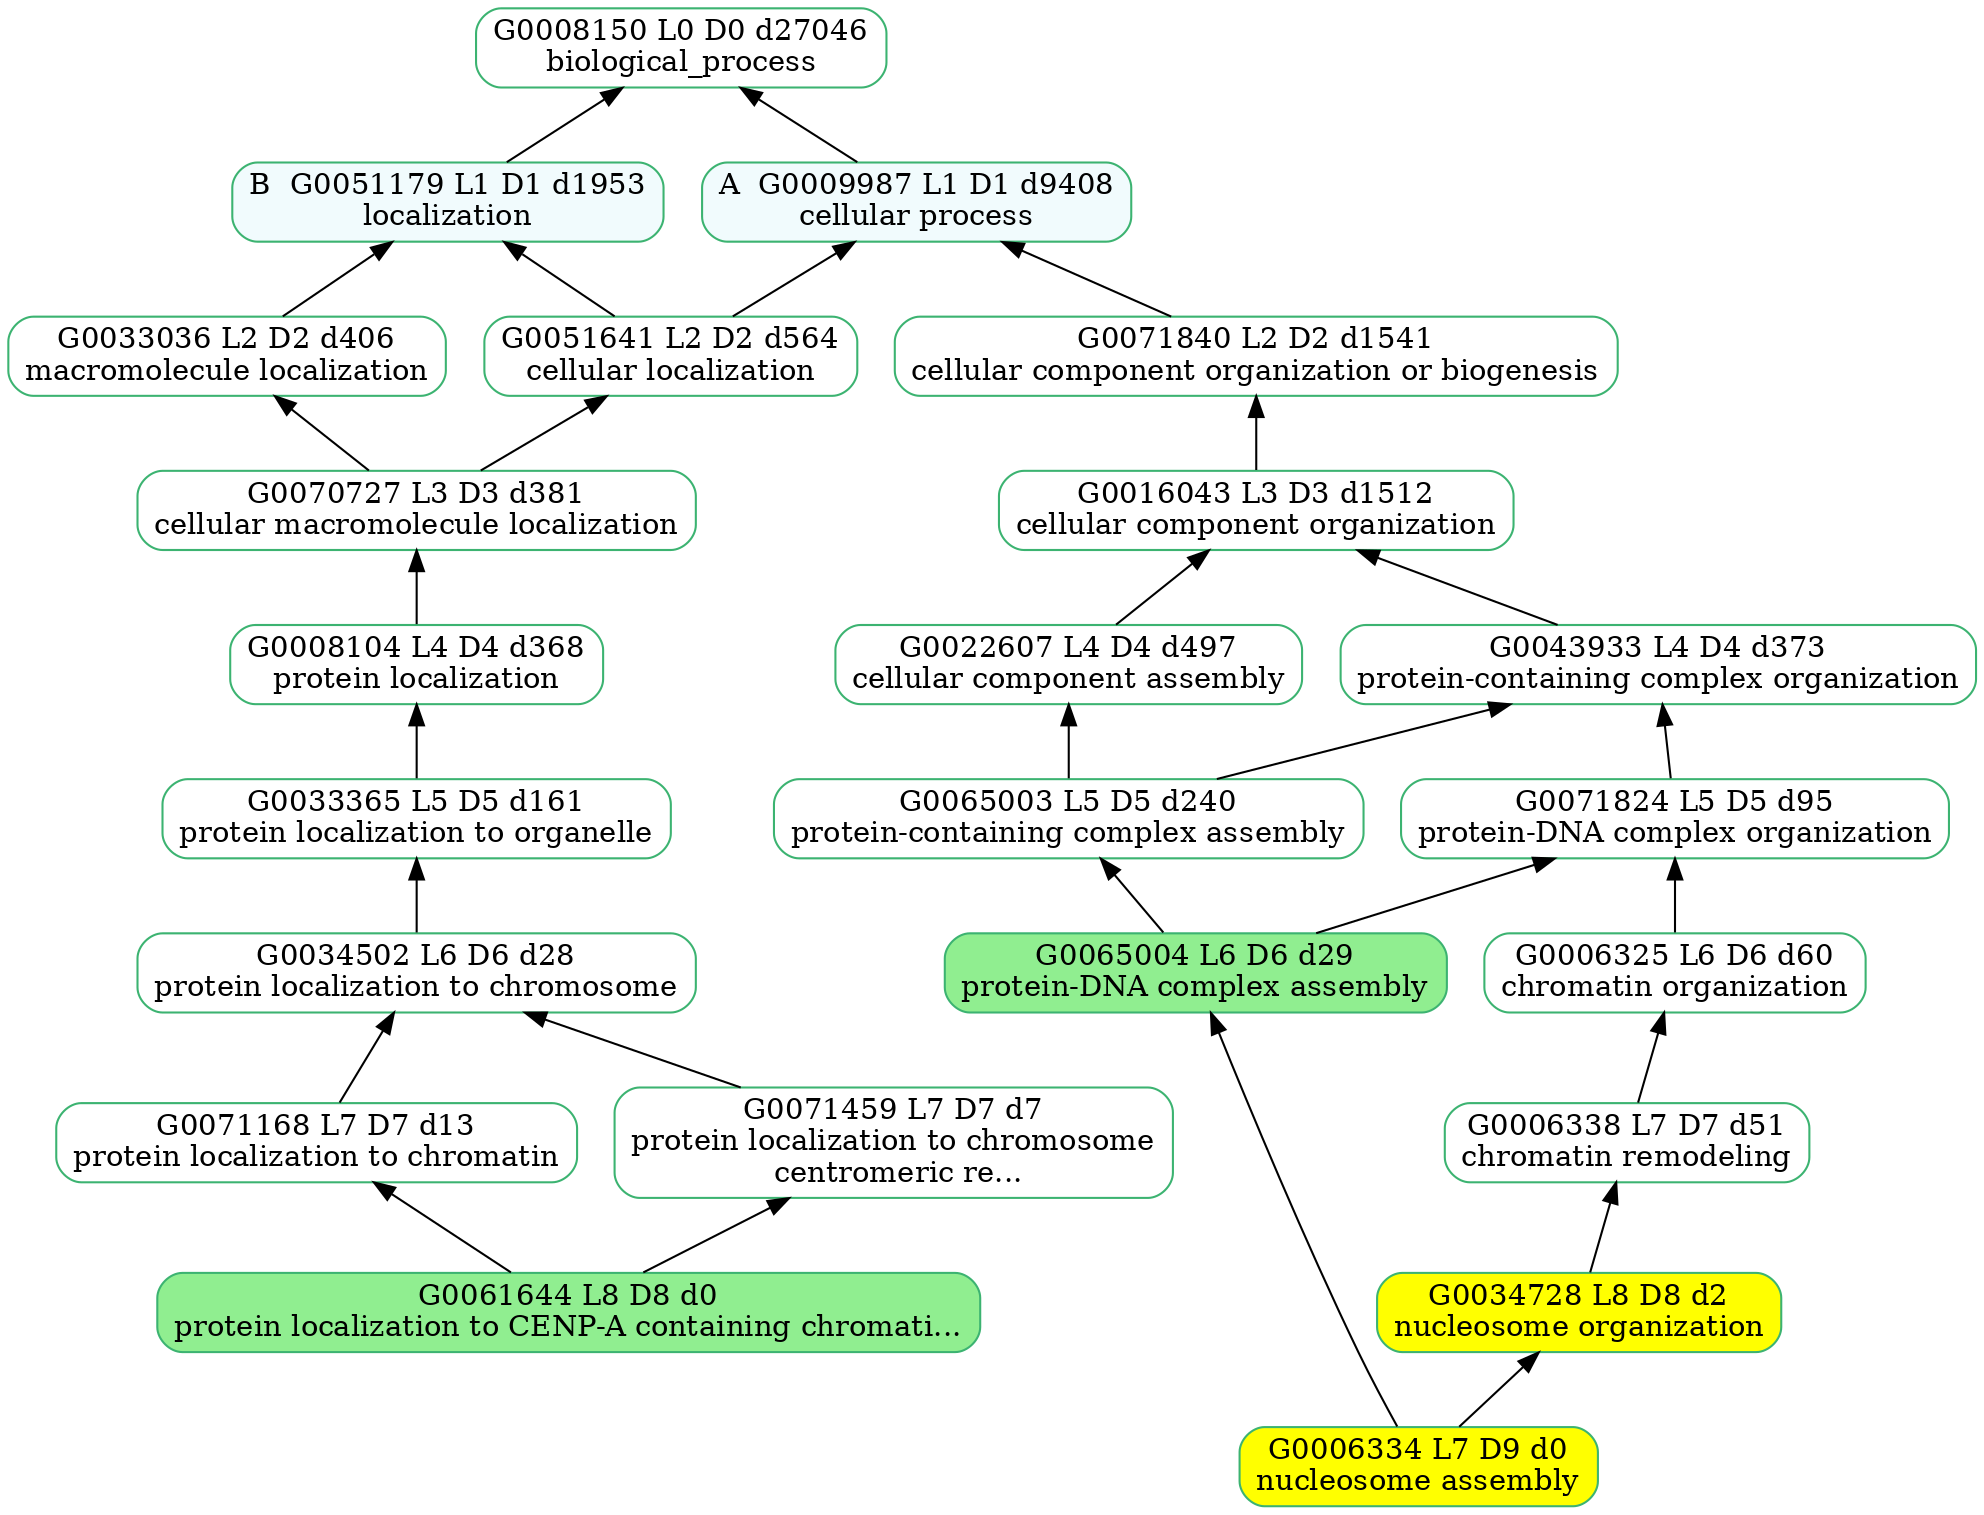 G0008150 L0 D0 d27046
biological_process
B  G0051179 L1 D1 d1953
localization
A  G0009987 L1 D1 d9408
cellular process
G0033036 L2 D2 d406
macromolecule localization
G0051641 L2 D2 d564
cellular localization
G0071840 L2 D2 d1541
cellular component organization or biogenesis
G0070727 L3 D3 d381
cellular macromolecule localization
G0016043 L3 D3 d1512
cellular component organization
G0008104 L4 D4 d368
protein localization
G0022607 L4 D4 d497
cellular component assembly
G0043933 L4 D4 d373
protein-containing complex organization
G0033365 L5 D5 d161
protein localization to organelle
G0065003 L5 D5 d240
protein-containing complex assembly
G0071824 L5 D5 d95
protein-DNA complex organization
G0034502 L6 D6 d28
protein localization to chromosome
G0065004 L6 D6 d29
protein-DNA complex assembly
G0006325 L6 D6 d60
chromatin organization
G0071168 L7 D7 d13
protein localization to chromatin
G0071459 L7 D7 d7
protein localization to chromosome
centromeric re...
G0006338 L7 D7 d51
chromatin remodeling
G0061644 L8 D8 d0
protein localization to CENP-A containing chromati...
G0034728 L8 D8 d2
nucleosome organization
G0006334 L7 D9 d0
nucleosome assembly